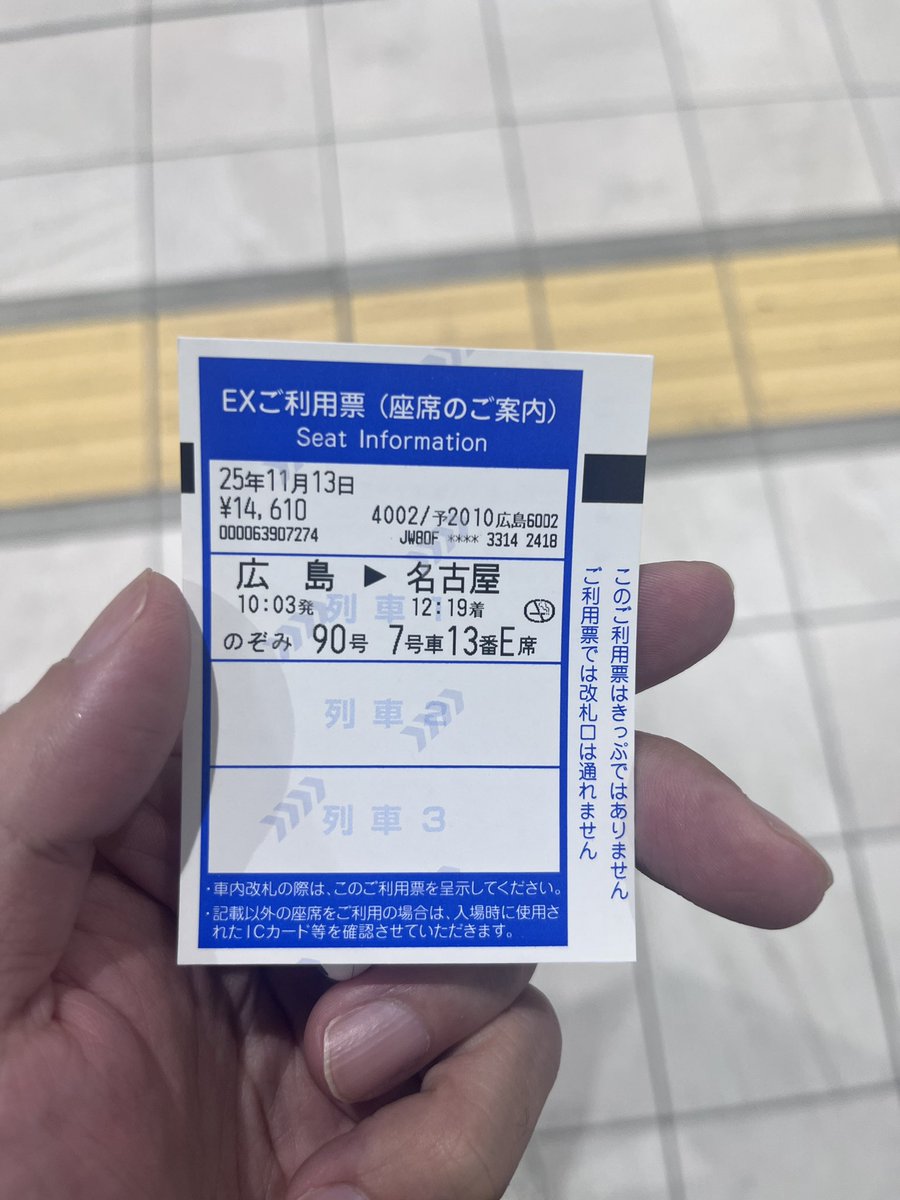 EXご利用票（座席のご案内）
Seat Information
25年11月13日
¥14,610
4002/予2010広島6002
000063907274
JW80F **** 3314 2418
広島▶名古屋
10:03発
12:19着
列車1
のぞみ 90号 7号車13番E席
列車2
列車3
・車内改札の際は、このご利用票を呈示してください。
・記載以外の座席をご利用の場合は、入場時に使用さ
れたICカード等を確認させていただきます。
このご利用票はきっぷではありません
ご利用票では改札口は通れません